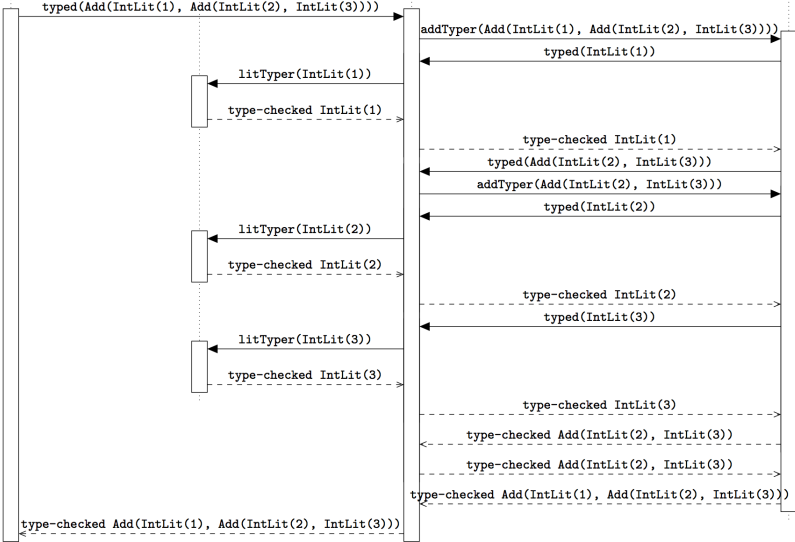 typed(Add(IntLit(1), Add(IntLit(2), IntLit(3))))
addTyper(Add(IntLit(1), Add(IntLit(2), IntLit(3))))
typed(IntLit(1))
litTyper(IntLit(1))
type-checked IntLit(1)
type-checked IntLit(1)
typed(Add(IntLit(2), IntLit(3)))
addTyper(Add(IntLit(2), IntLit(3)))
typed(IntLit(2))
litTyper(IntLit(2))
type-checked IntLit(2)
type-checked IntLit(2)
typed(IntLit(3))
litTyper(IntLit(3))
type-checked IntLit(3)
type-checked IntLit(3)
type-checked Add(IntLit(2), IntLit(3))
type-checked Add(IntLit(2), IntLit(3))
type-checked Add(IntLit(1), Add(IntLit(2), IntLit(3)))
type-checked Add(IntLit(1), Add(IntLit(2), IntLit(3)))